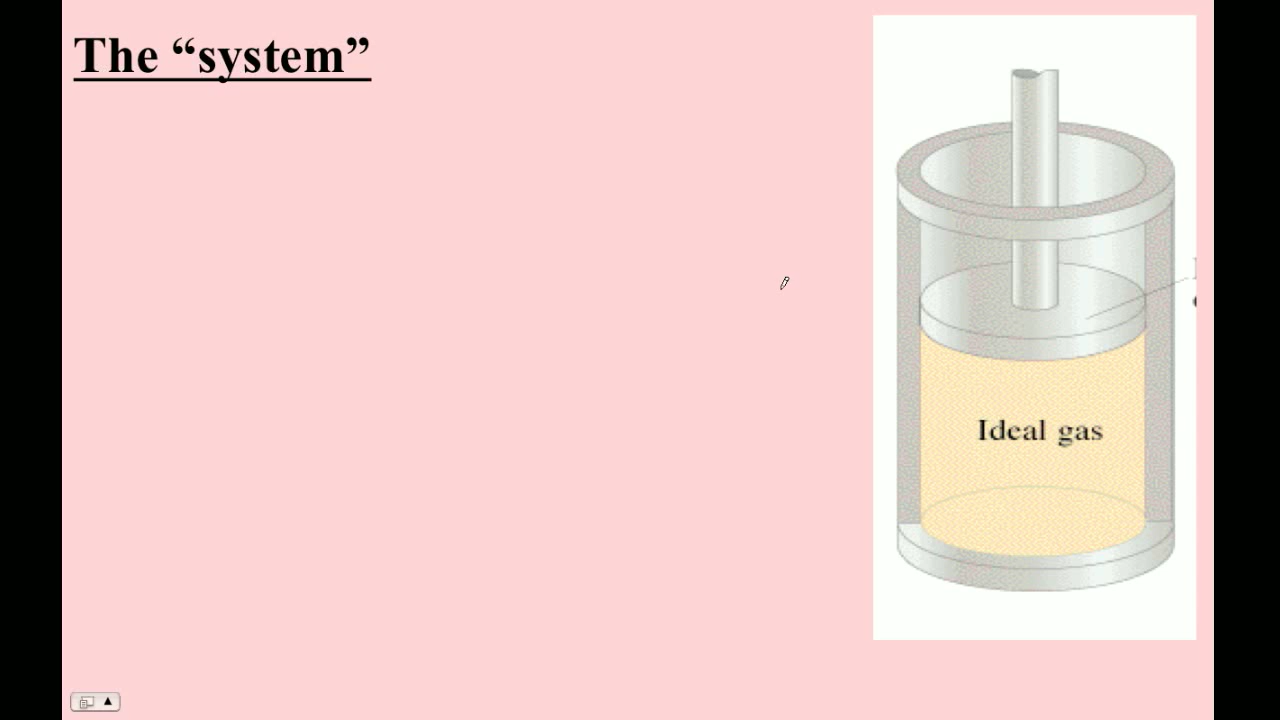 The “system”
Ideal gas